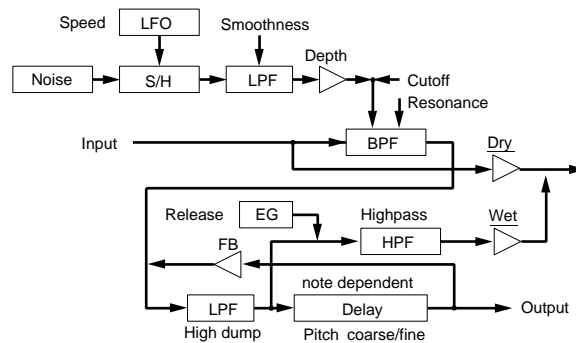 Speed
LFO
Smoothness
Depth
Noise
S/H
LPF
Cutoff
Resonance
Input
BPF
Dry
Release
EG
Highpass
Wet
HPF
FB
note dependent
LPF
Delay
Output
High dump
Pitch coarse/fine